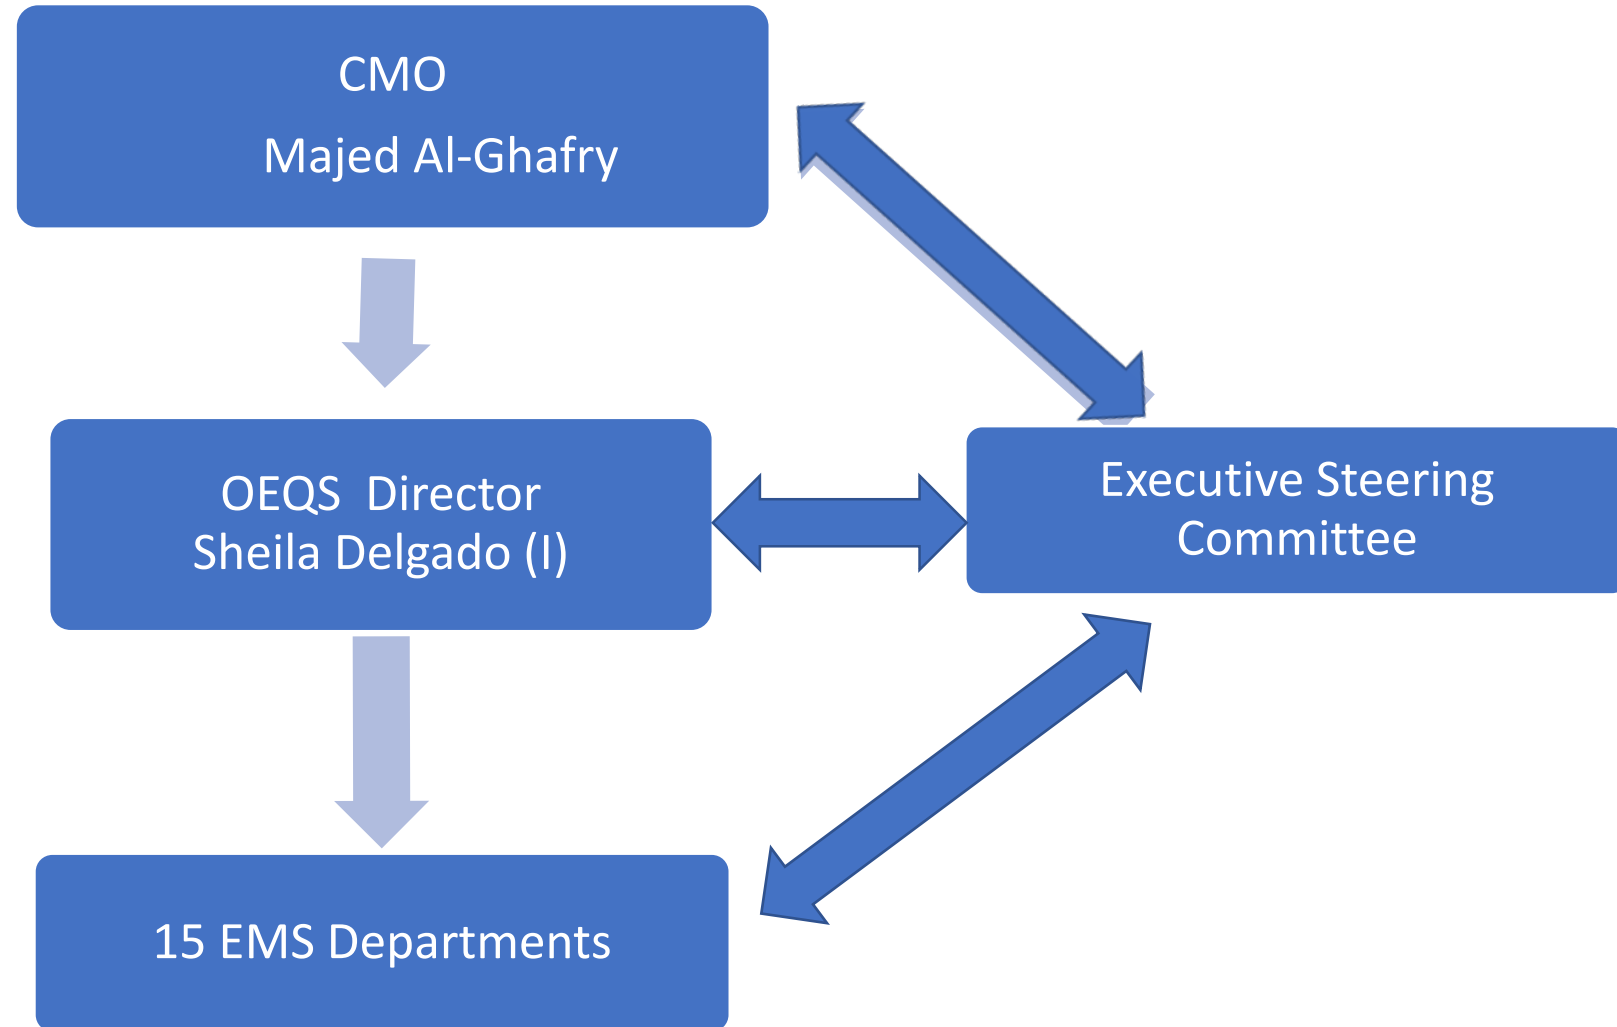 CMO
Majed Al-Ghafry
OEQS  Director
Sheila Delgado (I)
Executive Steering
Committee
15 EMS Departments